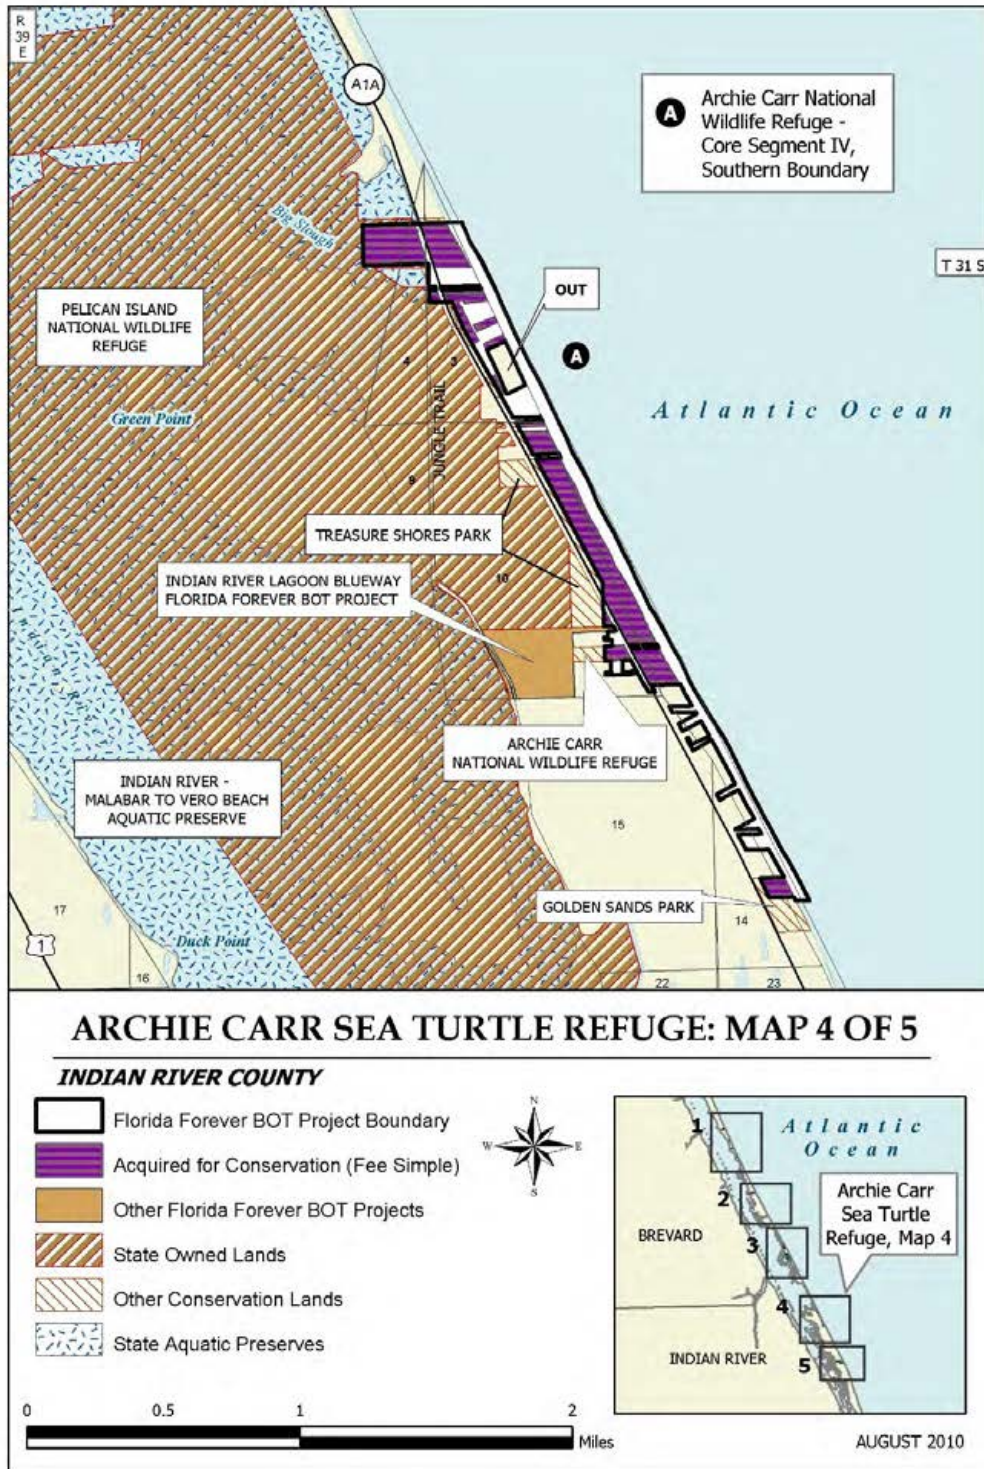 R
39
E
A1A
A
Archie Carr National
Wildlife Refuge -
Core Segment IV,
Southern Boundary
Big Slough
T 31 S
OUT
PELICAN ISLAND
NATIONAL WILDLIFE
REFUGE
A
4
3
Atlantic Ocean
Green Point
JUNGLE TRAIL
9
TREASURE SHORES PARK
10
INDIAN RIVER LAGOON BLUEWAY
FLORIDA FOREVER BOT PROJECT
Indian River
ARCHIE CARR
NATIONAL WILDLIFE REFUGE
INDIAN RIVER -
MALABAR TO VERO BEACH
AQUATIC PRESERVE
15
GOLDEN SANDS PARK
14
17
1
Duck Point
16
22
23
ARCHIE CARR SEA TURTLE REFUGE: MAP 4 OF 5
INDIAN RIVER COUNTY
Florida Forever BOT Project Boundary
Acquired for Conservation (Fee Simple)
Other Florida Forever BOT Projects
State Owned Lands
Other Conservation Lands
State Aquatic Preserves
N
W
E
S
1
Atlantic
Ocean
2
Archie Carr
Sea Turtle
Refuge, Map 4
BREVARD
3
4
INDIAN RIVER
5
0
0.5
1
2
Miles
AUGUST 2010